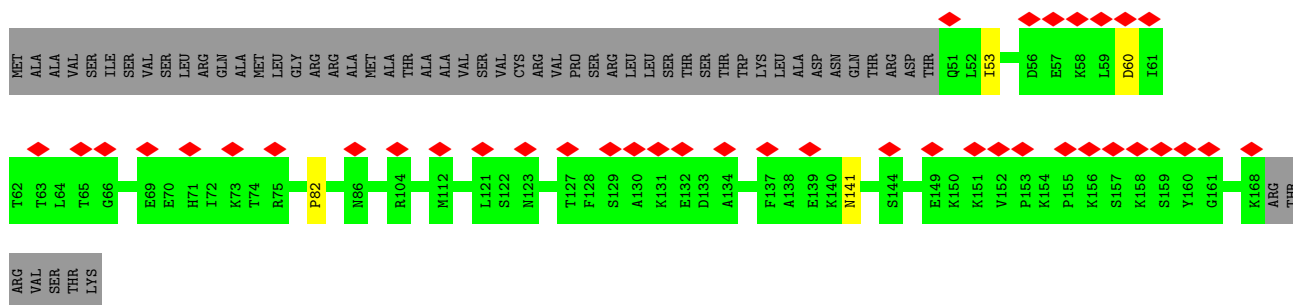 MET ALA ALA VAL SER ILE SER VAL SER LEU ARG GLN ALA MET LEU GLY ARG ARG ALA MET ALA THR ALA ALA VAL SER VAL CYS ARG VAL PRO SER ARG LEU LEU SER THR SER THR TRP LYS LEU ALA ASP ASN GLN THR ARG ASP THR Q51 L52 I53 D56 E57 K58 L59 D60 I61
T62 T63 L64 T65 G66 E69 E70 H71 I72 K73 T74 R75 P82 N86 R104 M112 L121 S122 N123 T127 F128 S129 A130 K131 E132 D133 A134 F137 A138 E139 K140 N141 S144 E149 K150 K151 V152 P153 K154 P155 K156 S157 K158 S159 Y160 G161 K168 ARG THR
ARG VAL SER THR LYS